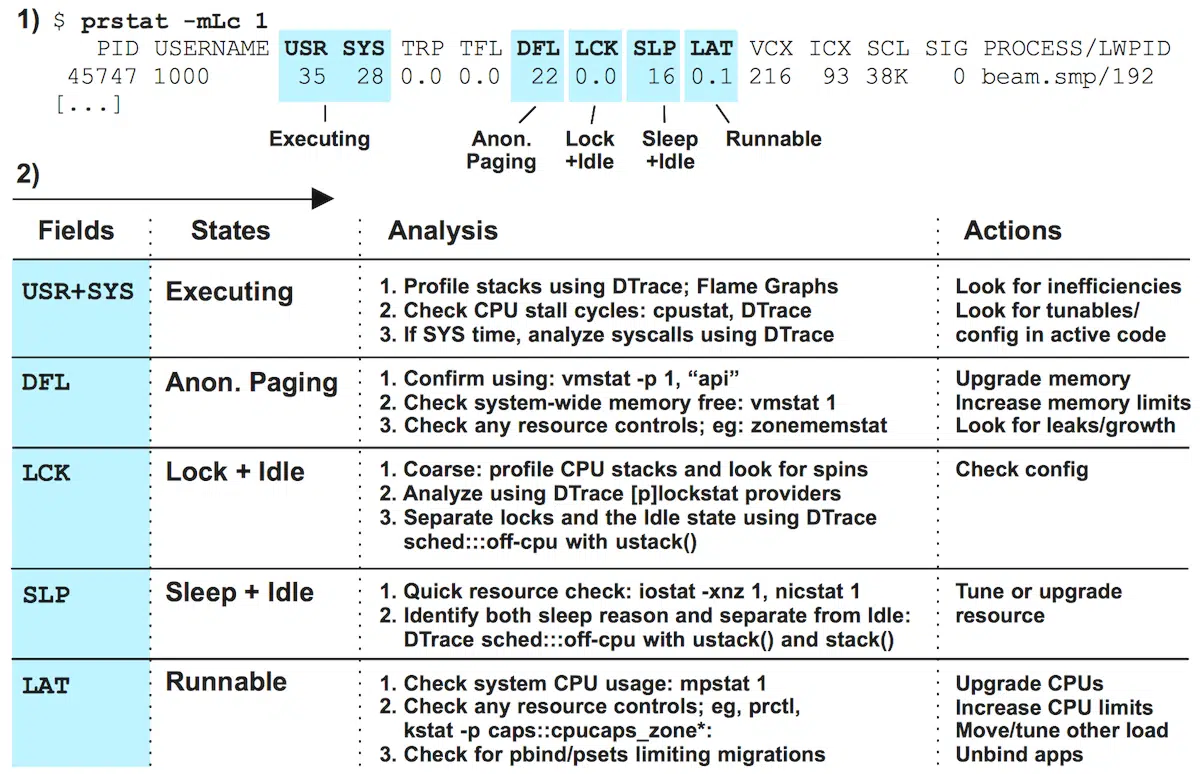 1) $ prstat -mLc 1
PID USERNAME USR SYS TRP TFL DFL LCK SLP LAT VCX ICX SCL SIG PROCESS/LWPID
45747 1000 35 28 0.0 0.0 22 0.0 16 0.1 216 93 38K 0 beam.smp/192
[...]
Executing
Anon.
Paging
Lock
+Idle
Sleep
+Idle
Runnable
2)
Fields States Analysis Actions
USR+SYS
Executing
1. Profile stacks using DTrace; Flame Graphs
2. Check CPU stall cycles: cpustat, DTrace
3. If SYS time, analyze syscalls using DTrace
Look for inefficiencies
Look for tunables/
config in active code
DFL
Anon. Paging
1. Confirm using: vmstat -p 1, “api”
2. Check system-wide memory free: vmstat 1
3. Check any resource controls; eg: zonememstat
Upgrade memory
Increase memory limits
Look for leaks/growth
LCK
Lock + Idle
1. Coarse: profile CPU stacks and look for spins
2. Analyze using DTrace [p]lockstat providers
3. Separate locks and the Idle state using DTrace
sched:::off-cpu with ustack()
Check config
SLP
Sleep + Idle
1. Quick resource check: iostat -xnz 1, nicstat 1
2. Identify both sleep reason and separate from Idle:
DTrace sched:::off-cpu with ustack() and stack()
Tune or upgrade
resource
LAT
Runnable
1. Check system CPU usage: mpstat 1
2. Check any resource controls; eg, prctl,
kstat -p caps::cpucaps_zone*:
3. Check for pbind/psets limiting migrations
Upgrade CPUs
Increase CPU limits
Move/tune other load
Unbind apps